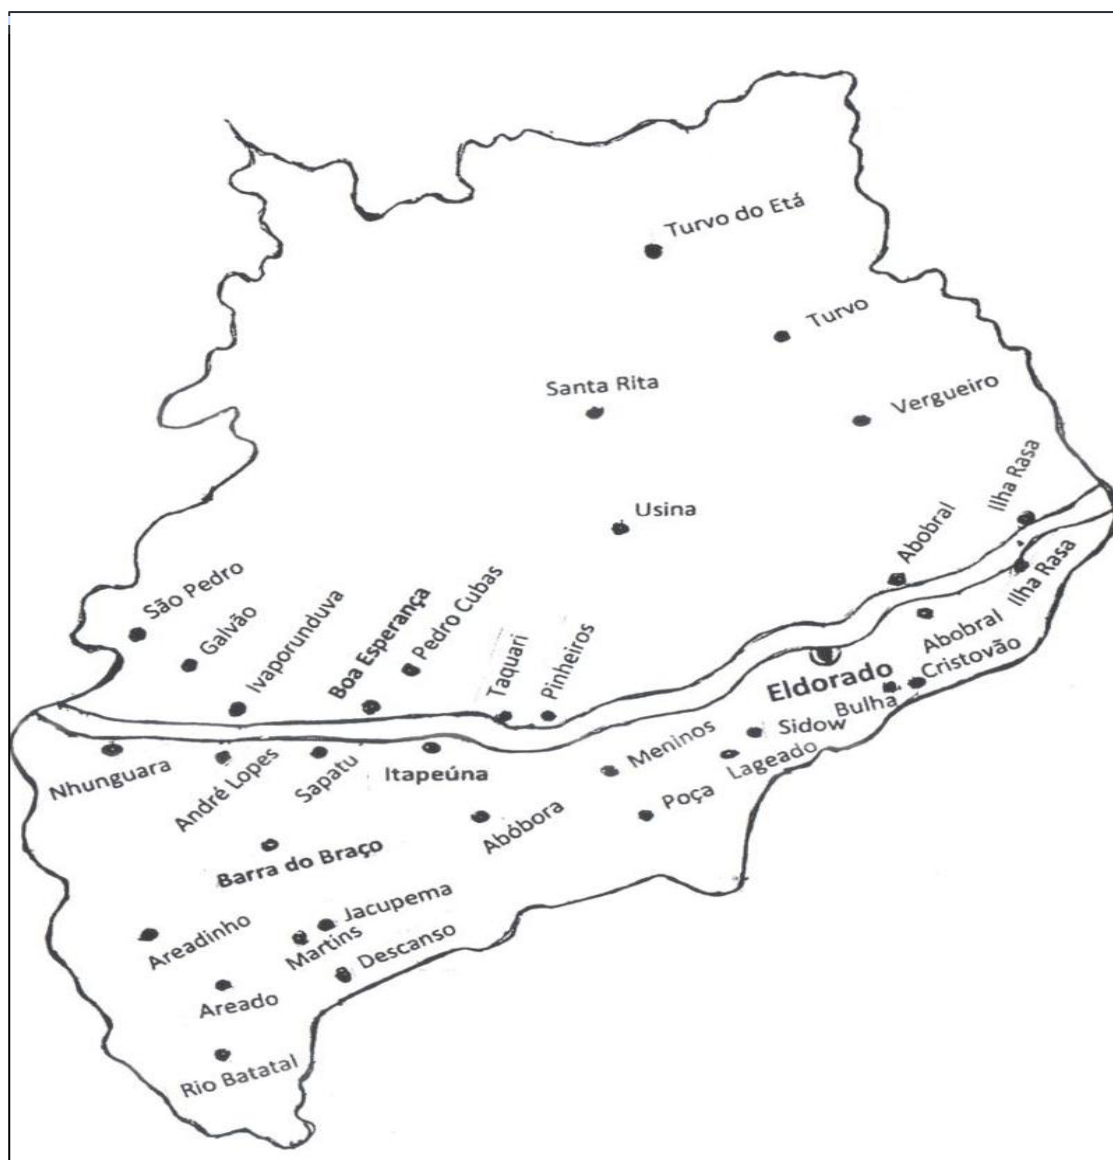 Turvo do Etá
Turvo
Santa Rita
Vergueiro
Ilha Rasa
Usina
Abobral
São Pedro
Galvão
Ivaporunduva
Boa Esperança
Pedro Cubas
Taquari
Pinheiros
Ilha Rasa
Abobral
Cristovão
Eldorado
Bulha
Sidow
Lageado
Meninos
Poça
Nhunguara
André Lopes
Sapatu
Itapeúna
Abóbora
Barra do Braço
Jacupema
Martins
Areadinho
Descanso
Areado
Rio Batatal